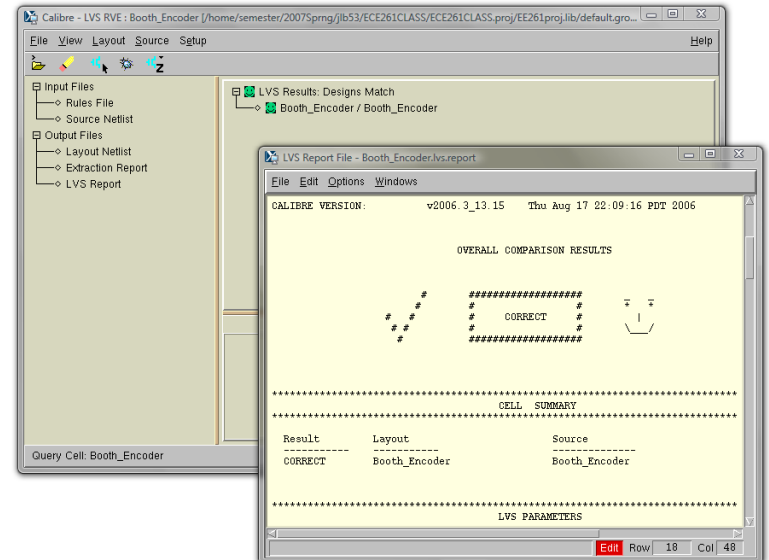 Calibre - LVS RVE : Booth_Encoder [/home/semester/2007Sprng/jlb53/ECE261CLASS/ECE261CLASS.proj/EE261proj.lib/default.gro...
File View Layout Source Setup Help
Input Files
Rules File
Source Netlist
Output Files
Layout Netlist
Extraction Report
LVS Report
LVS Results: Designs Match
Booth_Encoder / Booth_Encoder
Query Cell: Booth_Encoder
LVS Report File - Booth_Encoder.lvs.report
File Edit Options Windows
CALIBRE VERSION: v2006.3_13.15 Thu Aug 17 22:09:16 PDT 2006
OVERALL COMPARISON RESULTS
CORRECT
CELL SUMMARY
Result Layout Source
CORRECT Booth_Encoder Booth_Encoder
LVS PARAMETERS
Edit Row 18 Col 48